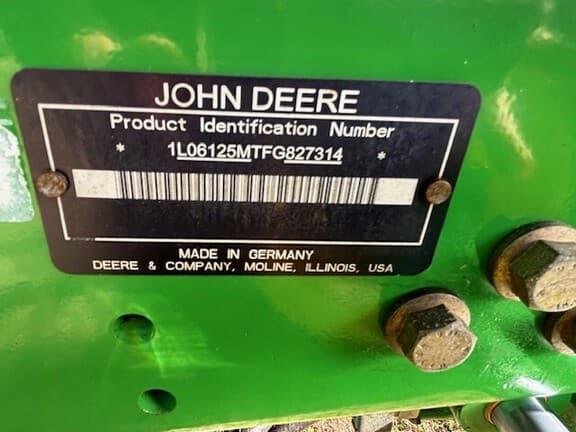 JOHN DEERE
Product Identification Number
* 1L06125MTFG827314 *
MADE IN GERMANY
DEERE & COMPANY, MOLINE, ILLINOIS, USA